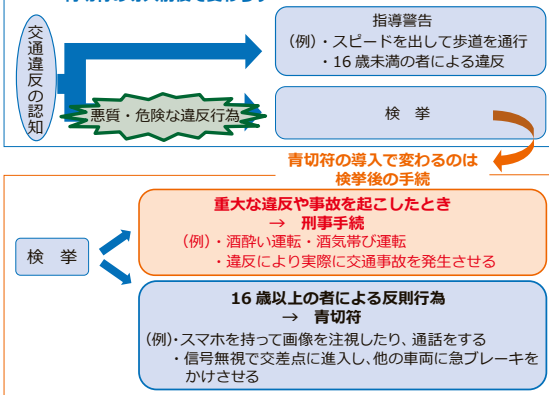 交通違反の認知
指導警告
（例）・スピードを出して歩道を通行
・16 歳未満の者による違反
悪質・危険な違反行為
検 挙
青切符の導入で変わるのは
検挙後の手続
重大な違反や事故を起こしたとき
→ 刑事手続
（例）・酒酔い運転・酒気帯び運転
・違反により実際に交通事故を発生させる
検 挙
16 歳以上の者による反則行為
→ 青切符
（例）・スマホを持って画像を注視したり、通話をする
・信号無視で交差点に進入し、他の車両に急ブレーキを
かけさせる